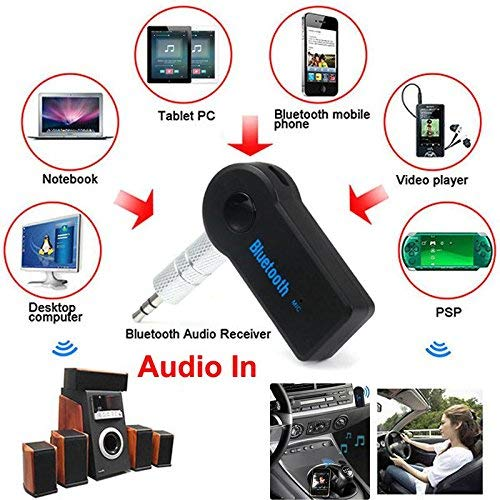 Tablet PC
Bluetooth mobile
phone
Notebook
Video player
Desktop
computer
PSP
Bluetooth
MIC
Bluetooth Audio Receiver
Audio In